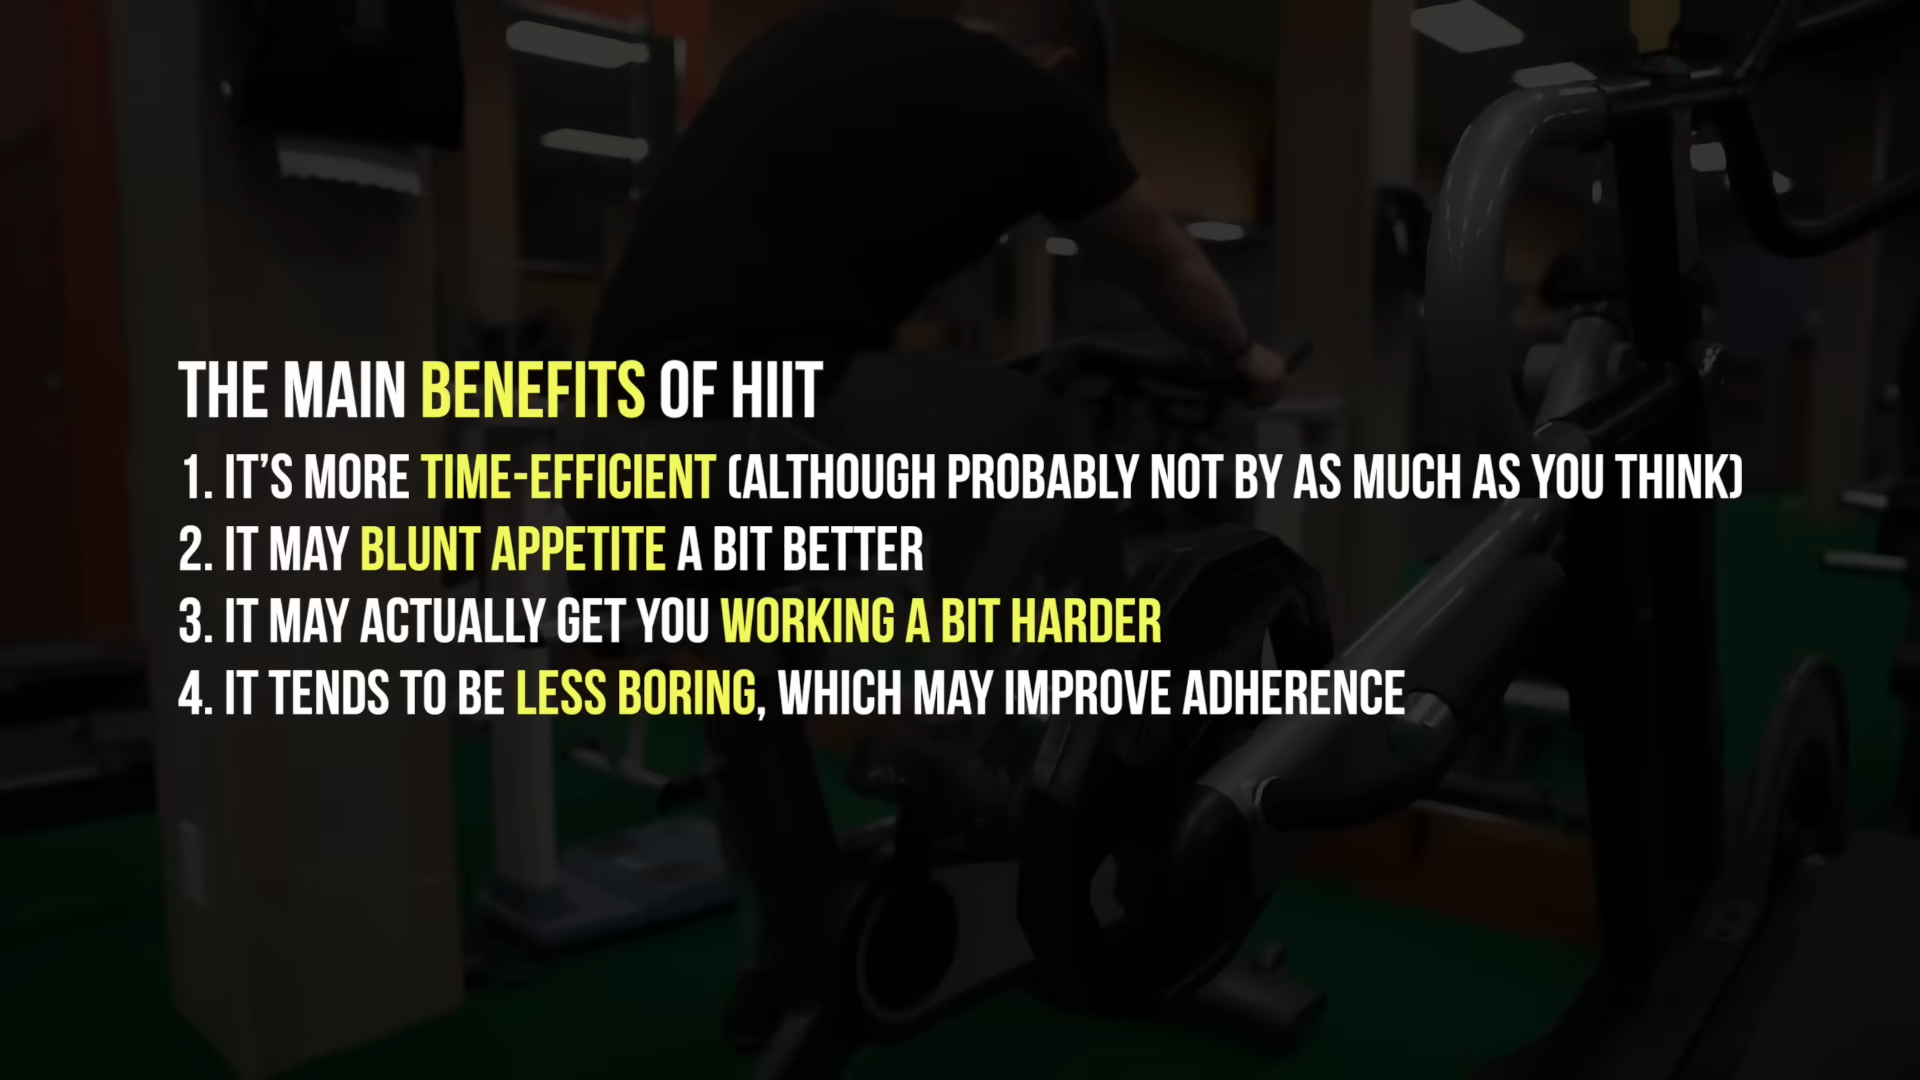 THE MAIN BENEFITS OF HIIT
1. IT'S MORE TIME-EFFICIENT (ALTHOUGH PROBABLY NOT BY AS MUCH AS YOU THINK)
2. IT MAY BLUNT APPETITE A BIT BETTER
3. IT MAY ACTUALLY GET YOU WORKING A BIT HARDER
4. IT TENDS TO BE LESS BORING, WHICH MAY IMPROVE ADHERENCE